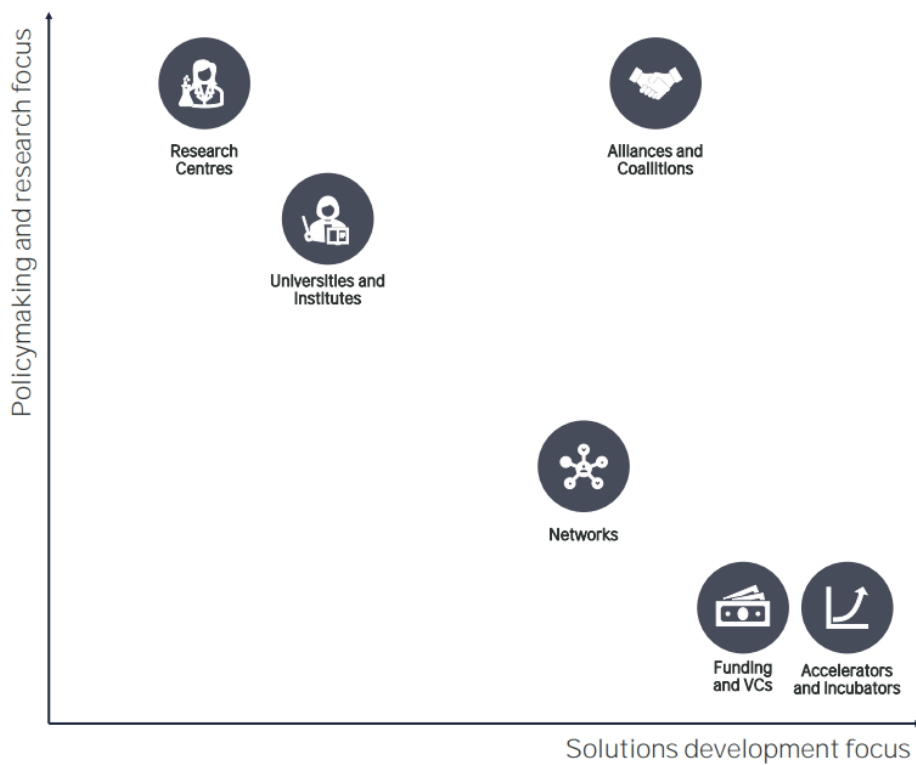 Policymaking and research focus
Research
Centres
Alliances and
Coallitions
Universities and
Institutes
Networks
Funding
and VCs
Accelerators
and Incubators
Solutions development focus